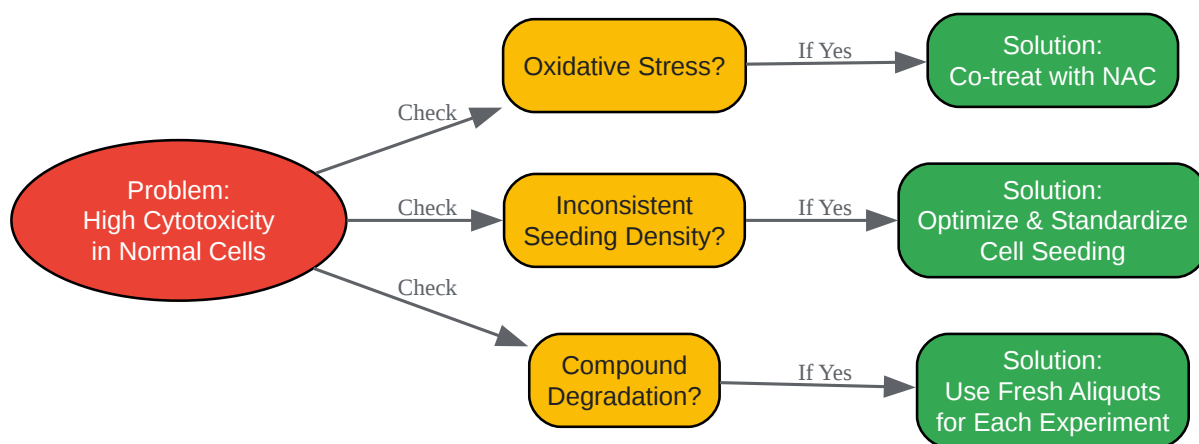 Problem:
High Cytotoxicity
in Normal Cells
Check
Oxidative Stress?
If Yes
Solution:
Co-treat with NAC
Check
Inconsistent
Seeding Density?
If Yes
Solution:
Optimize & Standardize
Cell Seeding
Check
Compound
Degradation?
If Yes
Solution:
Use Fresh Aliquots
for Each Experiment